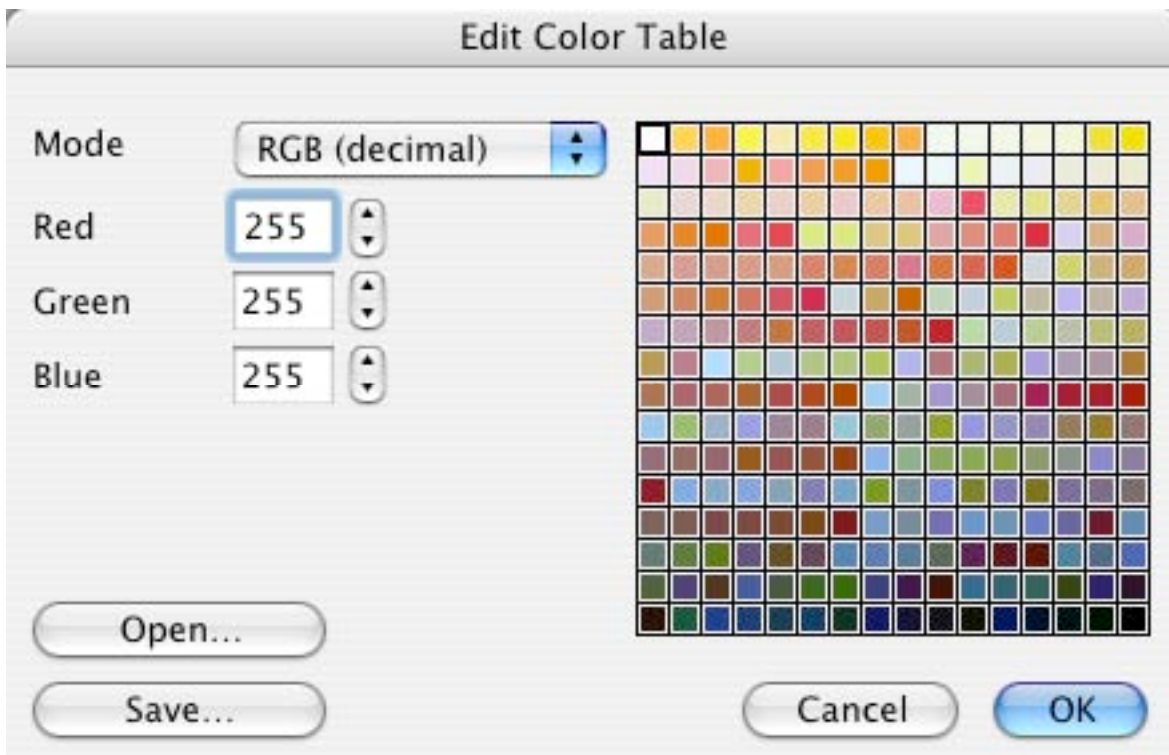 Edit Color Table
Mode RGB (decimal)
Red 255
Green 255
Blue 255
Open...
Save...
Cancel OK